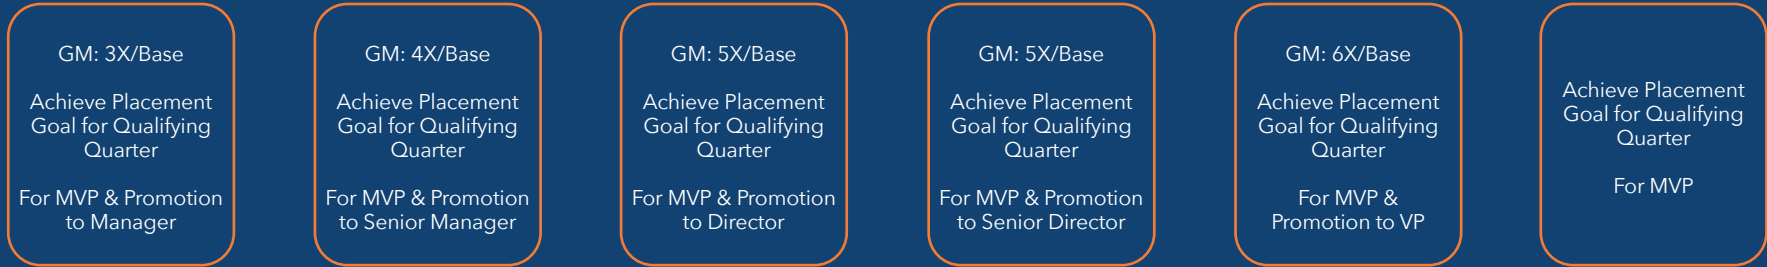 GM: 3X/Base
Achieve Placement
Goal for Qualifying
Quarter
For MVP & Promotion
to Manager
GM: 4X/Base
Achieve Placement
Goal for Qualifying
Quarter
For MVP & Promotion
to Senior Manager
GM: 5X/Base
Achieve Placement
Goal for Qualifying
Quarter
For MVP & Promotion
to Director
GM: 5X/Base
Achieve Placement
Goal for Qualifying
Quarter
For MVP & Promotion
to Senior Director
GM: 6X/Base
Achieve Placement
Goal for Qualifying
Quarter
For MVP &
Promotion to VP
Achieve Placement
Goal for Qualifying
Quarter
For MVP